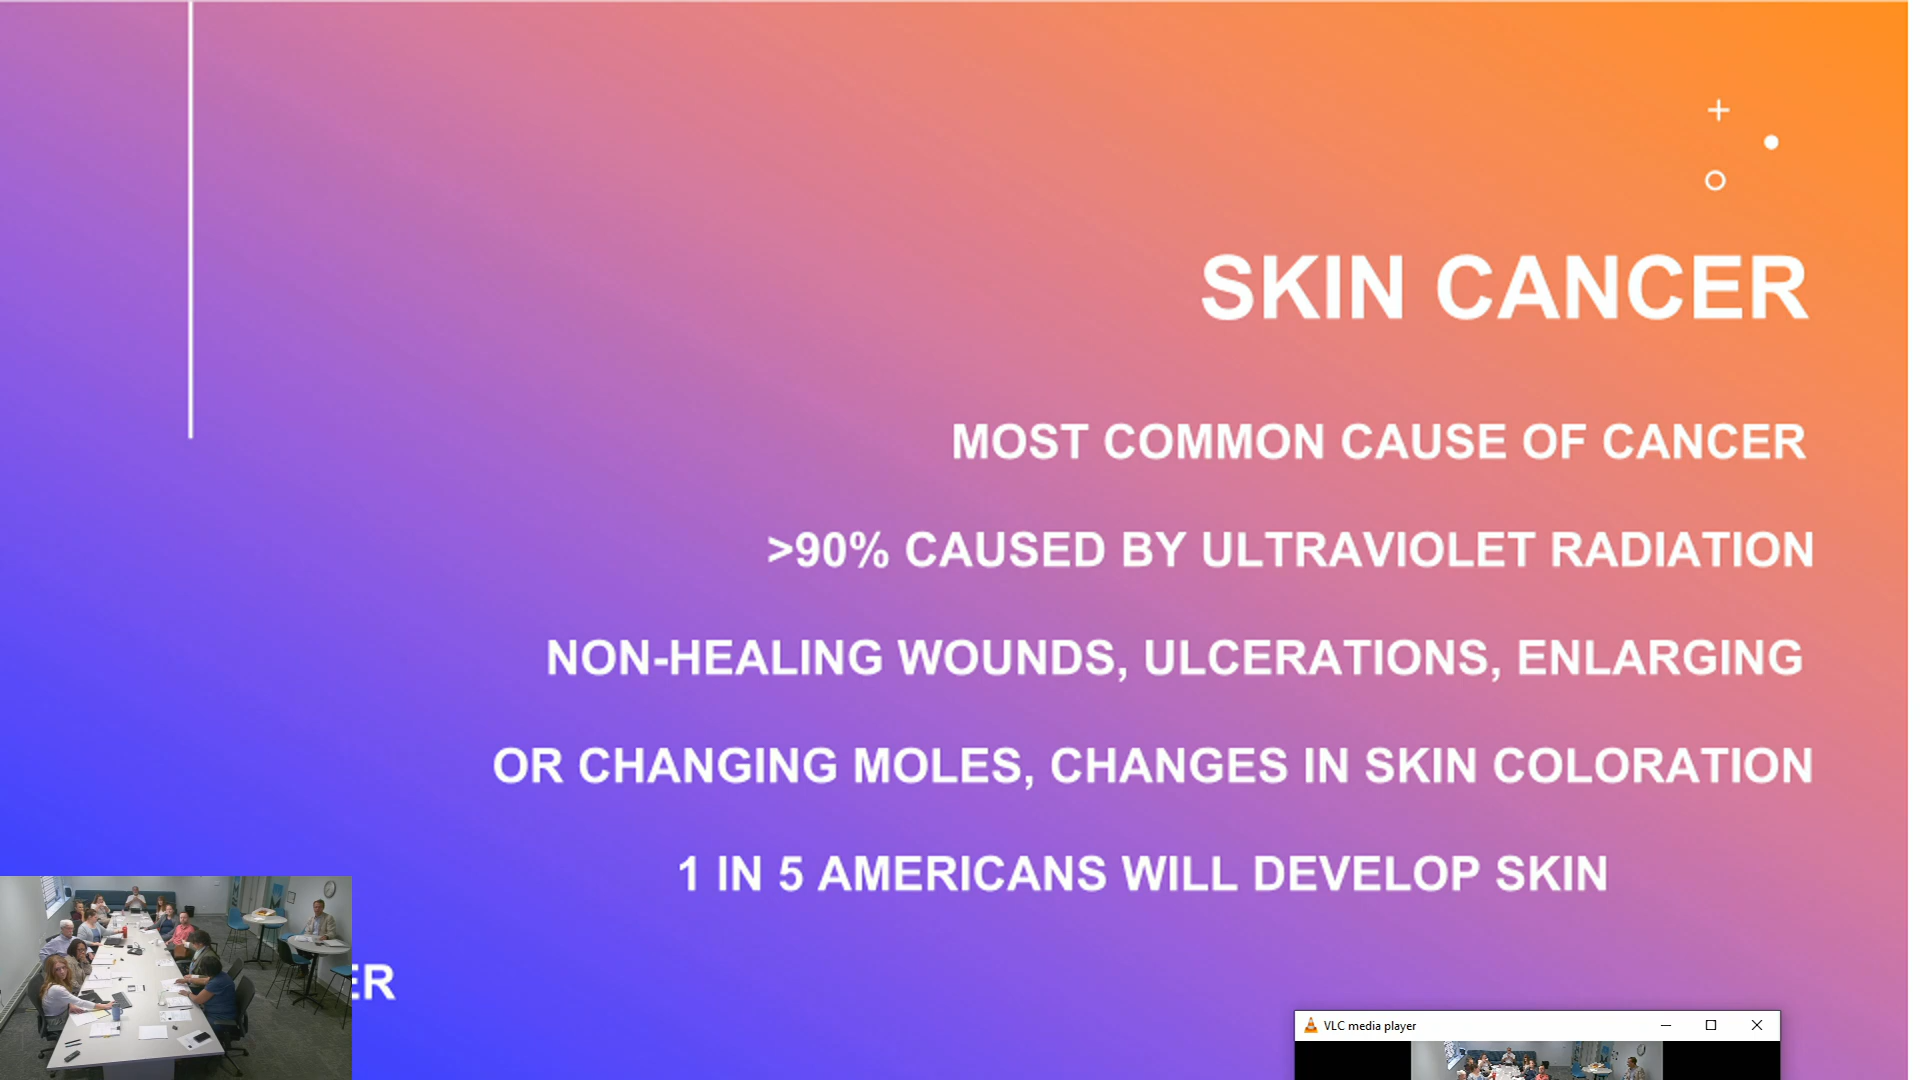 SKIN CANCER
MOST COMMON CAUSE OF CANCER
>90% CAUSED BY ULTRAVIOLET RADIATION
NON-HEALING WOUNDS, ULCERATIONS, ENLARGING
OR CHANGING MOLES, CHANGES IN SKIN COLORATION
1 IN 5 AMERICANS WILL DEVELOP SKIN
ER
VLC media player